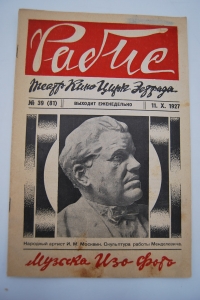 Рабис
Театр Кино Цирк Эстрада
№ 39 (81) ВЫХОДИТ ЕЖЕНЕДЕЛЬНО 11. X. 1927
Народный артист И. М. Москвин. Скульптура работы Менделевича.
Музыка Изо Фото